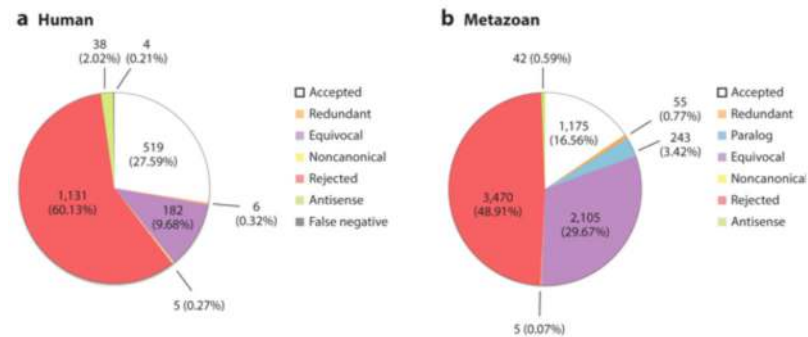 a Human
38
(2.02%)
4
(0.21%)
519
(27.59%)
1,131
(60.13%)
182
(9.68%)
6
(0.32%)
5 (0.27%)
Accepted
Redundant
Equivocal
Noncanonical
Rejected
Antisense
False negative
b Metazoan
42 (0.59%)
1,175
(16.56%)
55
(0.77%)
243
(3.42%)
3,470
(48.91%)
2,105
(29.67%)
5 (0.07%)
Accepted
Redundant
Paralog
Equivocal
Noncanonical
Rejected
Antisense